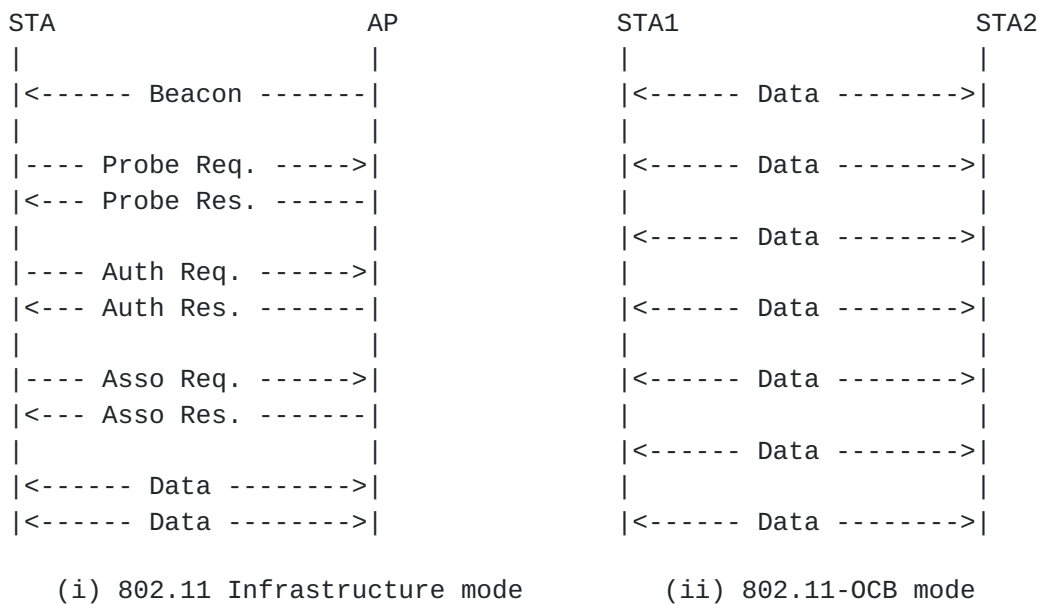 STA                    AP              STA1                   STA2
|                      |               |                      |
|<------ Beacon -------|               |<------ Data -------->|
|                      |               |                      |
|---- Probe Req. ----->|               |<------ Data -------->|
|<--- Probe Res. ------|               |                      |
|                      |               |<------ Data -------->|
|---- Auth Req. ------>|               |                      |
|<--- Auth Res. -------|               |<------ Data -------->|
|                      |               |                      |
|---- Asso Req. ------>|               |<------ Data -------->|
|<--- Asso Res. -------|               |                      |
|                      |               |<------ Data -------->|
|<------ Data -------->|               |                      |
|<------ Data -------->|               |<------ Data -------->|
(i) 802.11 Infrastructure mode         (ii) 802.11-OCB mode